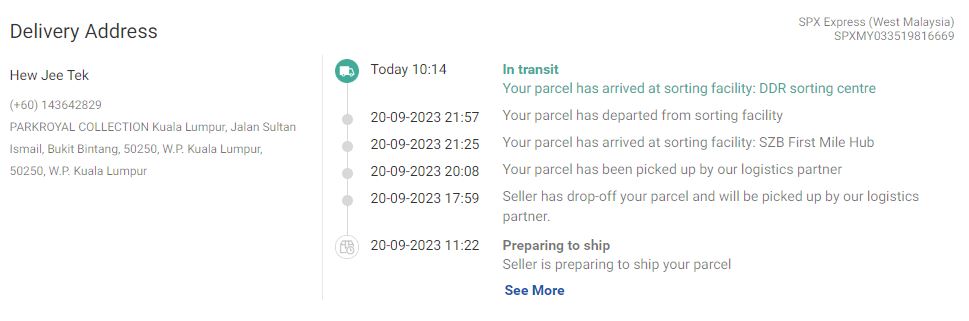 Delivery Address
SPX Express (West Malaysia)
SPXMY033519816669
Hew Jee Tek
(+60) 143642829
PARKROYAL COLLECTION Kuala Lumpur, Jalan Sultan
Ismail, Bukit Bintang, 50250, W.P. Kuala Lumpur,
50250, W.P. Kuala Lumpur
Today 10:14 In transit
Your parcel has arrived at sorting facility: DDR sorting centre
20-09-2023 21:57 Your parcel has departed from sorting facility
20-09-2023 21:25 Your parcel has arrived at sorting facility: SZB First Mile Hub
20-09-2023 20:08 Your parcel has been picked up by our logistics partner
20-09-2023 17:59 Seller has drop-off your parcel and will be picked up by our logistics
partner.
20-09-2023 11:22 Preparing to ship
Seller is preparing to ship your parcel
See More